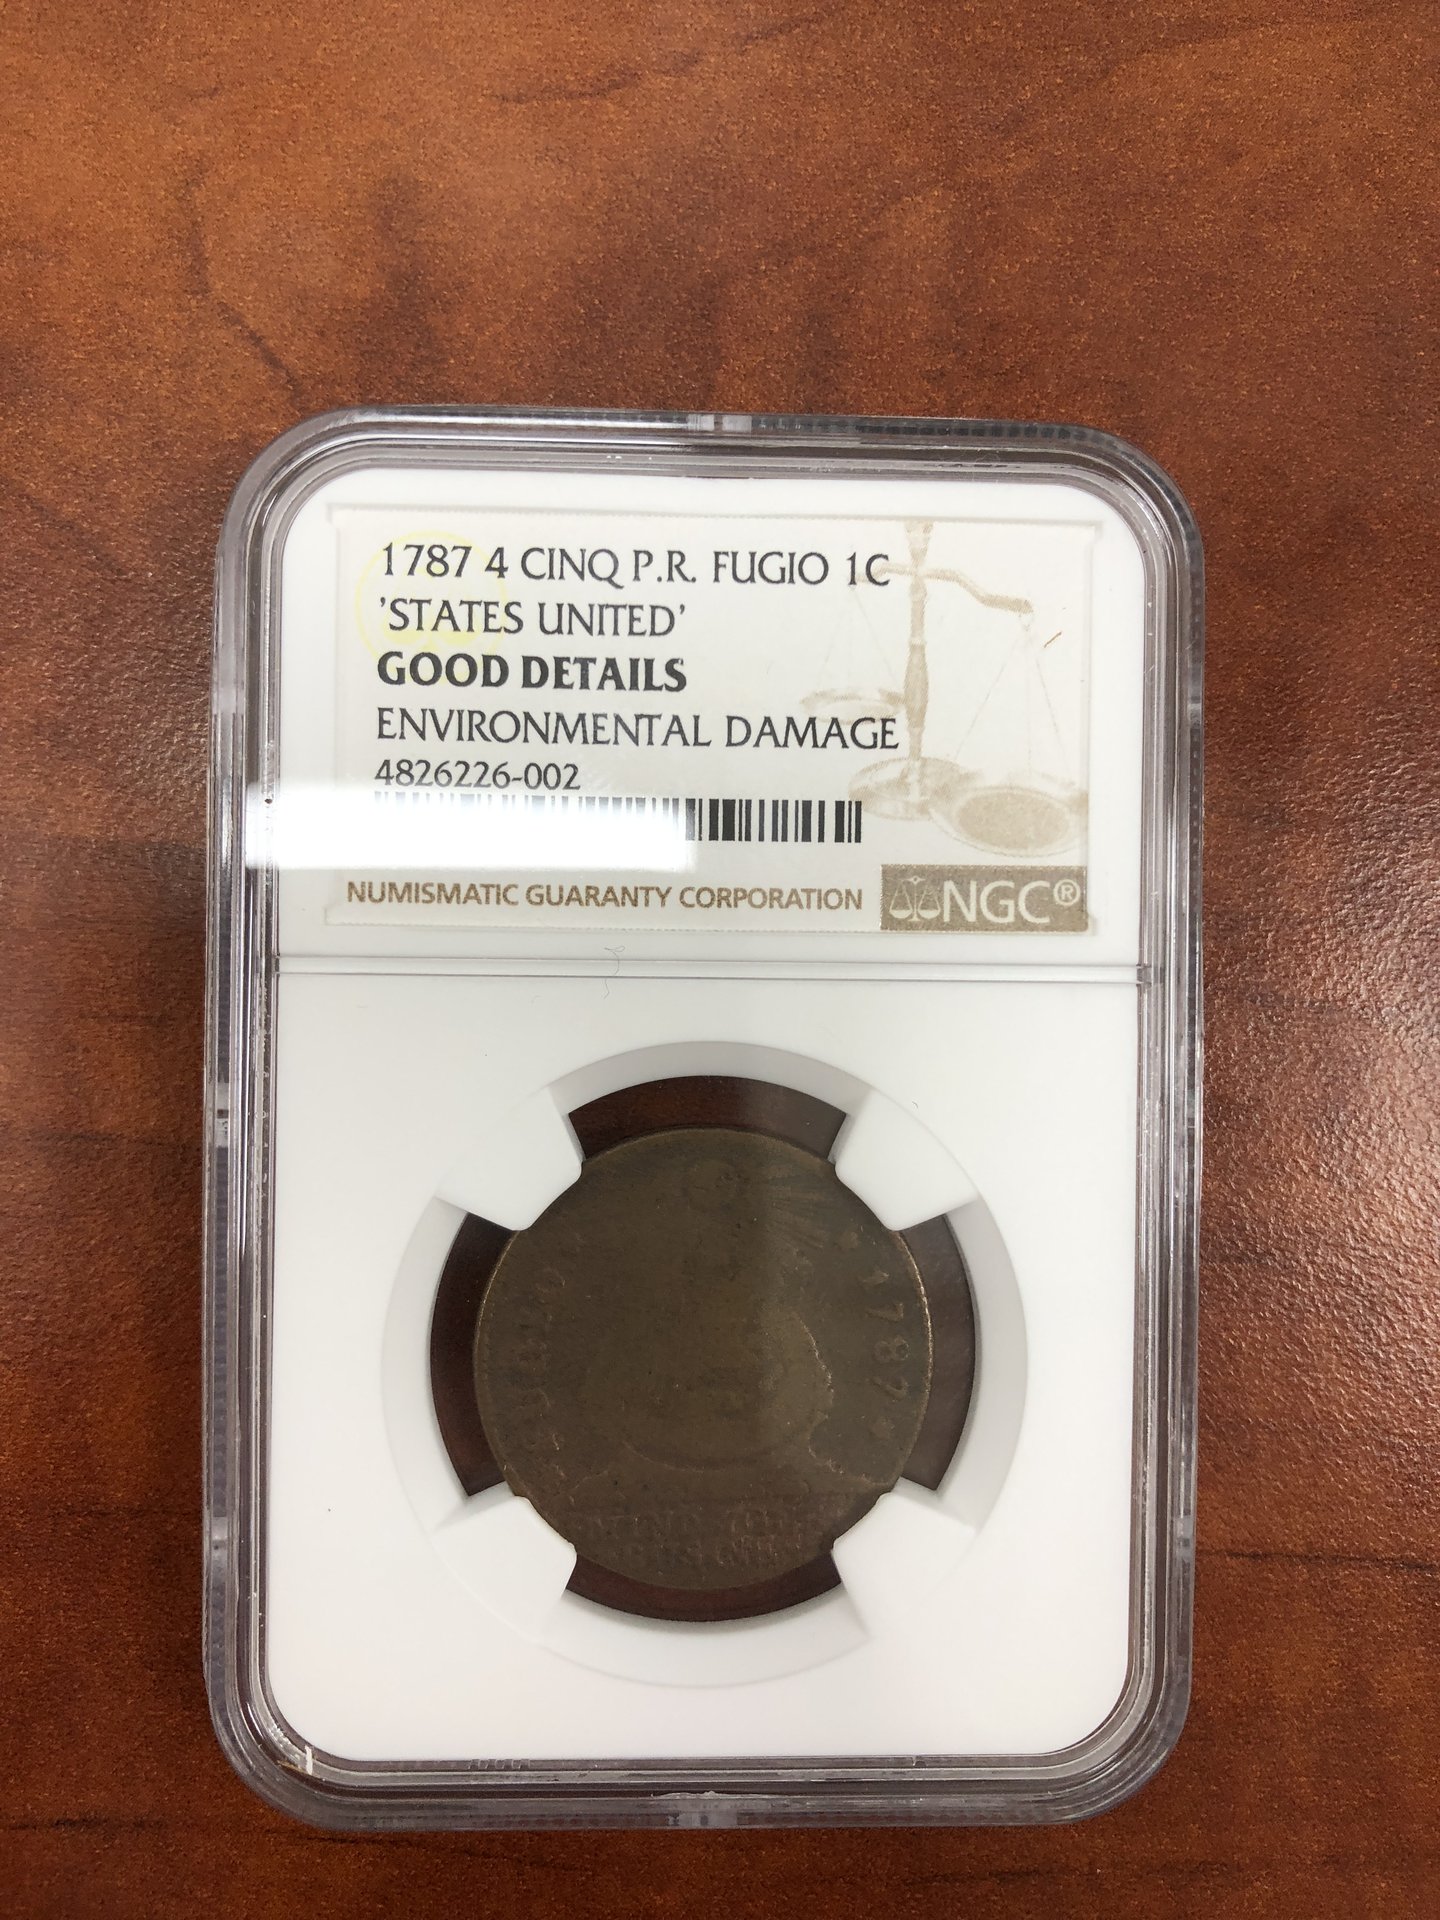 1787 4 CINQ P.R. FUGIO 1C
'STATES UNITED'
GOOD DETAILS
ENVIRONMENTAL DAMAGE
4826226-002
NUMISMATIC GUARANTY CORPORATION
NGC®
1787